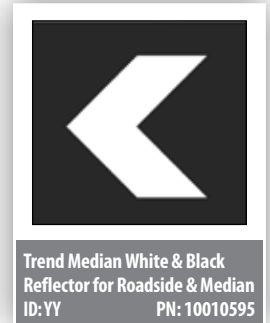 Trend Median White & Black
Reflector for Roadside & Median
ID: YY PN: 10010595